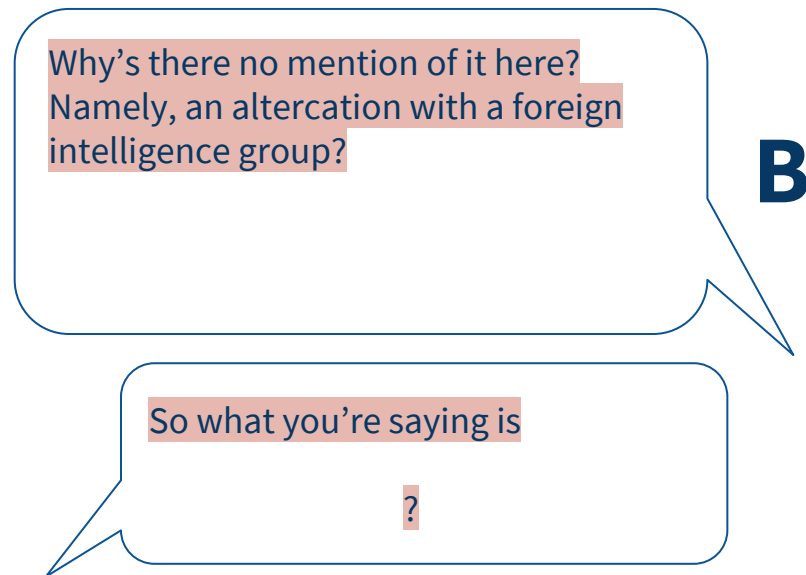 Why’s there no mention of it here?
Namely, an altercation with a foreign
intelligence group?
B
So what you’re saying is
?